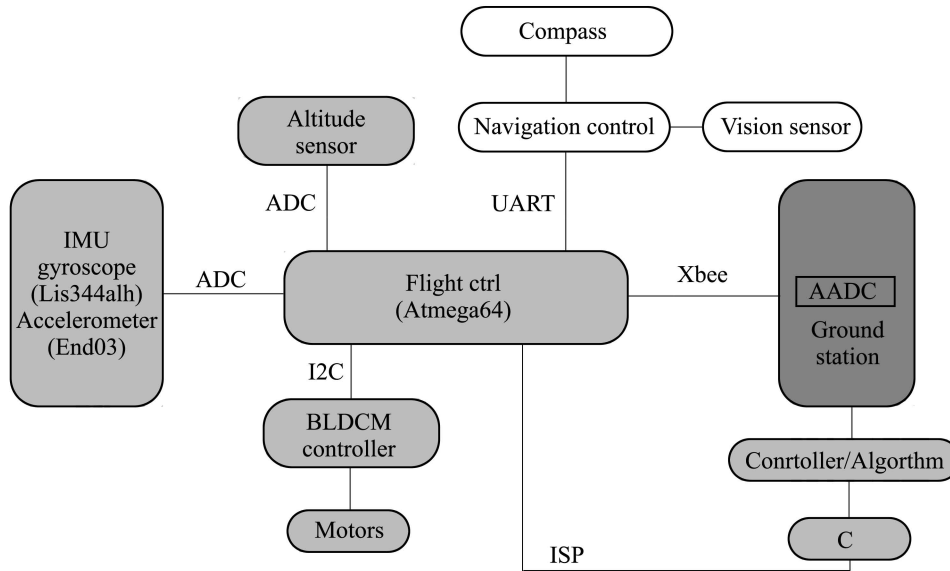 Compass
Altitude
sensor
Navigation control
Vision sensor
ADC
UART
IMU
gyroscope
(Lis344alh)
Accelerometer
(End03)
ADC
Flight ctrl
(Atmega64)
Xbee
AADC
Ground
station
I2C
BLDCM
controller
Conrtoller/Algorthm
Motors
C
ISP